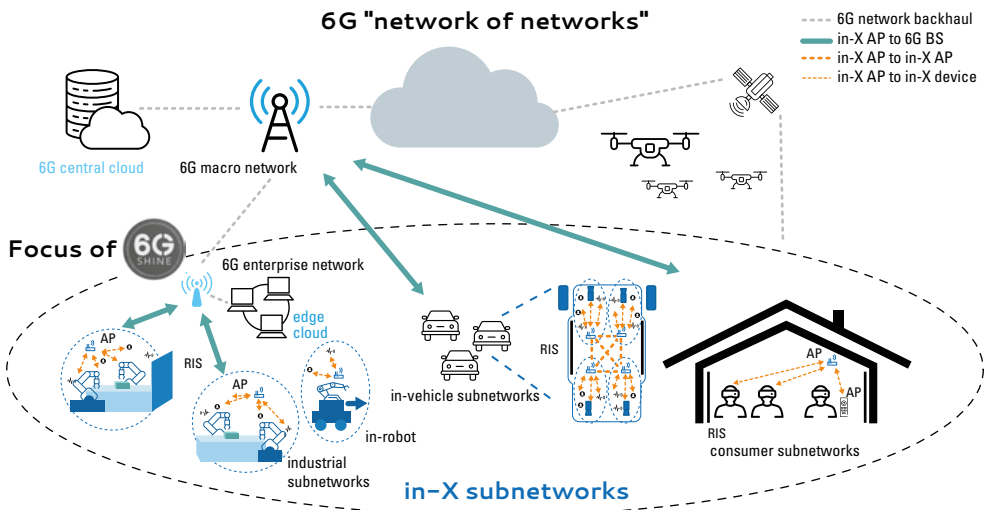 6G "network of networks"
6G network backhaul
in-X AP to 6G BS
in-X AP to in-X AP
in-X AP to in-X device
6G central cloud
6G macro network
Focus of
6G
SHINE
6G enterprise network
edge
cloud
AP
RIS
AP
in-robot
industrial
subnetworks
in-vehicle subnetworks
RIS
AP
AP
RIS
consumer subnetworks
in-X subnetworks